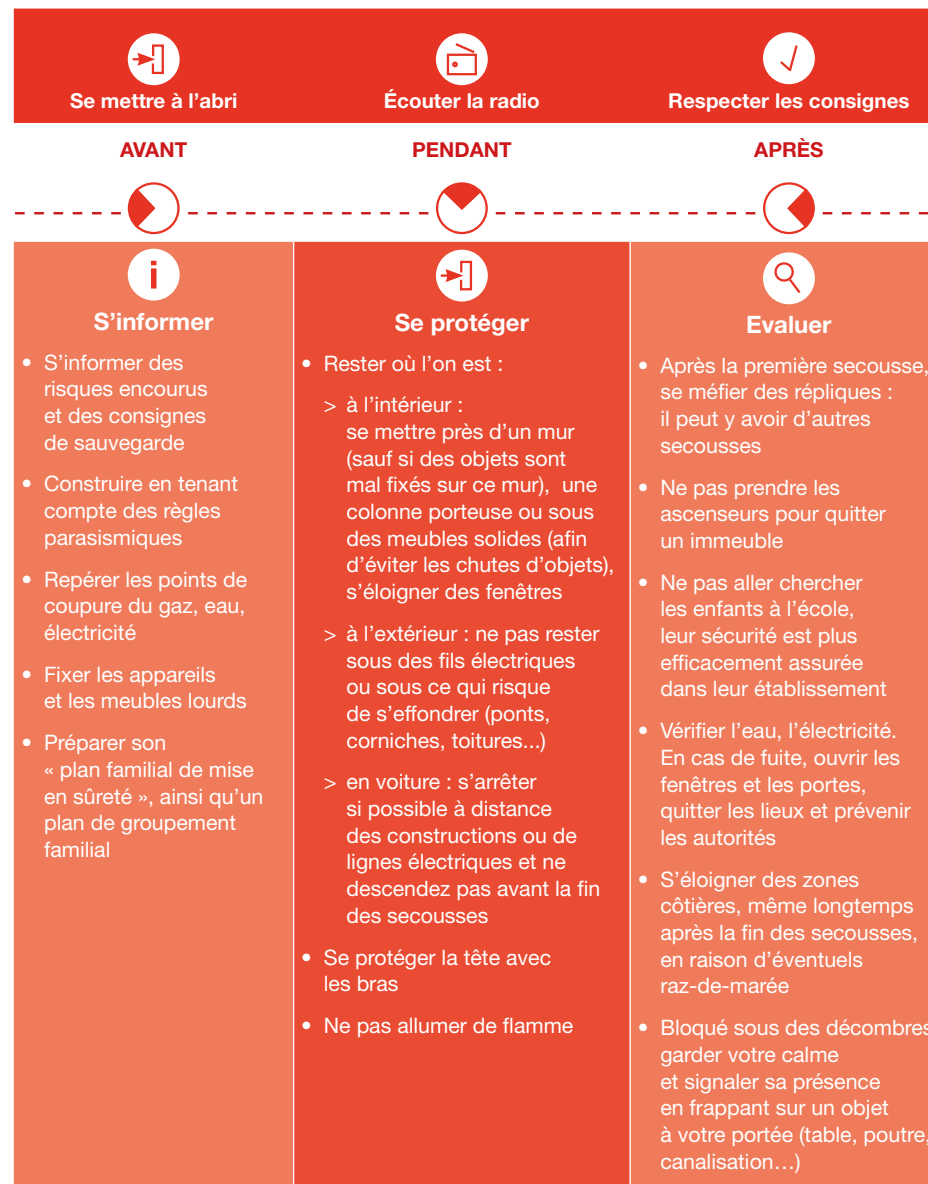 Se mettre à l'abri
Écouter la radio
Respecter les consignes
AVANT
PENDANT
APRÈS
S'informer
• S'informer des
risques encourus
et des consignes
de sauvegarde
• Construire en tenant
compte des règles
parasismiques
• Repérer les points de
coupure du gaz, eau,
électricité
• Fixer les appareils
et les meubles lourds
• Préparer son
« plan familial de mise
en sûreté », ainsi qu'un
plan de groupement
familial
Se protéger
• Rester où l'on est :
> à l'intérieur :
se mettre près d'un mur
(sauf si des objets sont
mal fixés sur ce mur), une
colonne porteuse ou sous
des meubles solides (afin
d'éviter les chutes d'objets),
s'éloigner des fenêtres
> à l'extérieur : ne pas rester
sous des fils électriques
ou sous ce qui risque
de s'effondrer (ponts,
corniches, toitures...)
> en voiture : s'arrêter
si possible à distance
des constructions ou de
lignes électriques et ne
descendez pas avant la fin
des secousses
• Se protéger la tête avec
les bras
• Ne pas allumer de flamme
Evaluer
• Après la première secousse,
se méfier des répliques :
il peut y avoir d'autres
secousses
• Ne pas prendre les
ascenseurs pour quitter
un immeuble
• Ne pas aller chercher
les enfants à l'école,
leur sécurité est plus
efficacement assurée
dans leur établissement
• Vérifier l'eau, l'électricité.
En cas de fuite, ouvrir les
fenêtres et les portes,
quitter les lieux et prévenir
les autorités
• S'éloigner des zones
côtières, même longtemps
après la fin des secousses,
en raison d'éventuels
raz-de-marée
• Bloqué sous des décombres
garder votre calme
et signaler sa présence
en frappant sur un objet
à votre portée (table, poutre,
canalisation…)